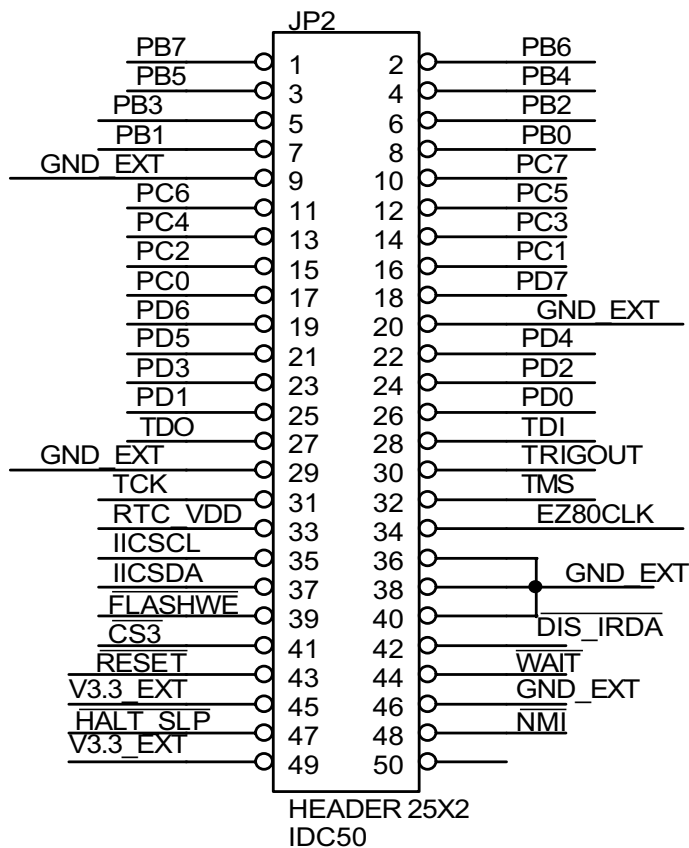 JP2
PB7 1 2 PB6
PB5 3 4 PB4
PB3 5 6 PB2
PB1 7 8 PB0
GND_EXT 9 10 PC7
PC6 11 12 PC5
PC4 13 14 PC3
PC2 15 16 PC1
PC0 17 18 PD7
PD6 19 20 GND_EXT
PD5 21 22 PD4
PD3 23 24 PD2
PD1 25 26 PD0
TDO 27 28 TDI
GND_EXT 29 30 TRIGOUT
TCK 31 32 TMS
RTC_VDD 33 34 EZ80CLK
IICSCL 35 36
IICSDA 37 38 GND_EXT
FLASHWE 39 40
CS3 41 42 DIS_IRDA
RESET 43 44 WAIT
V3.3_EXT 45 46 GND_EXT
HALT_SLP 47 48 NMI
V3.3_EXT 49 50
HEADER 25X2
IDC50